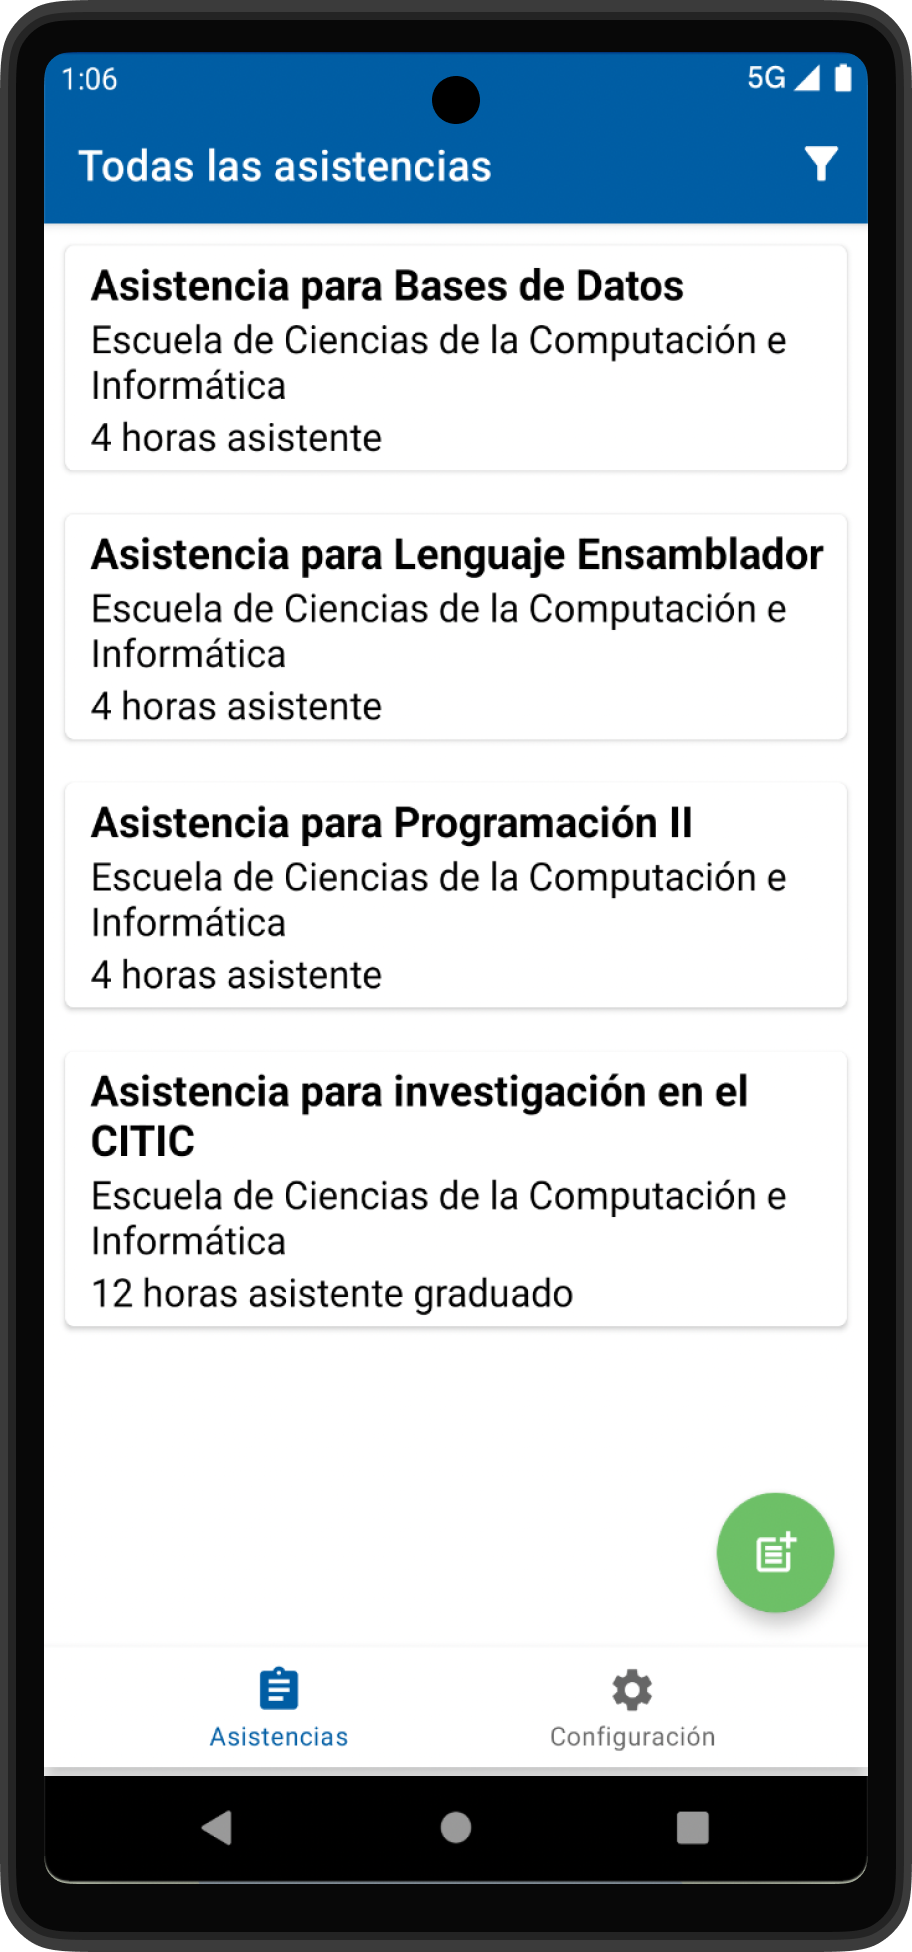 1:06
5G
Todas las asistencias
Asistencia para Bases de Datos
Escuela de Ciencias de la Computación e
Informática
4 horas asistente
Asistencia para Lenguaje Ensamblador
Escuela de Ciencias de la Computación e
Informática
4 horas asistente
Asistencia para Programación II
Escuela de Ciencias de la Computación e
Informática
4 horas asistente
Asistencia para investigación en el
CITIC
Escuela de Ciencias de la Computación e
Informática
12 horas asistente graduado
Asistencias
Configuración